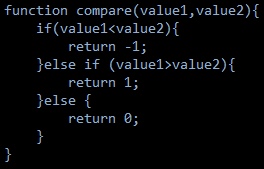 function compare(value1,value2){
    if(value1<value2){
        return -1;
    }else if (value1>value2){
        return 1;
    }else {
        return 0;
    }
}